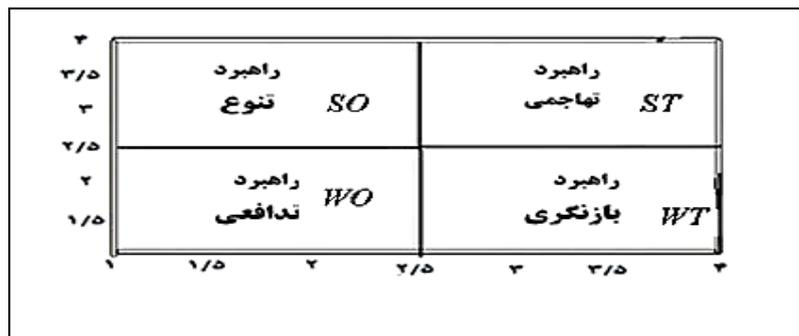 ۴
۳/۵
۳
۲/۵
۲
۱/۵
راهبرد
تهاجمی ST
راهبرد
تنوع SO
راهبرد
بازنگری WT
راهبرد
تدافعی WO
۱ ۱/۵ ۲ ۲/۵ ۳ ۳/۵ ۴